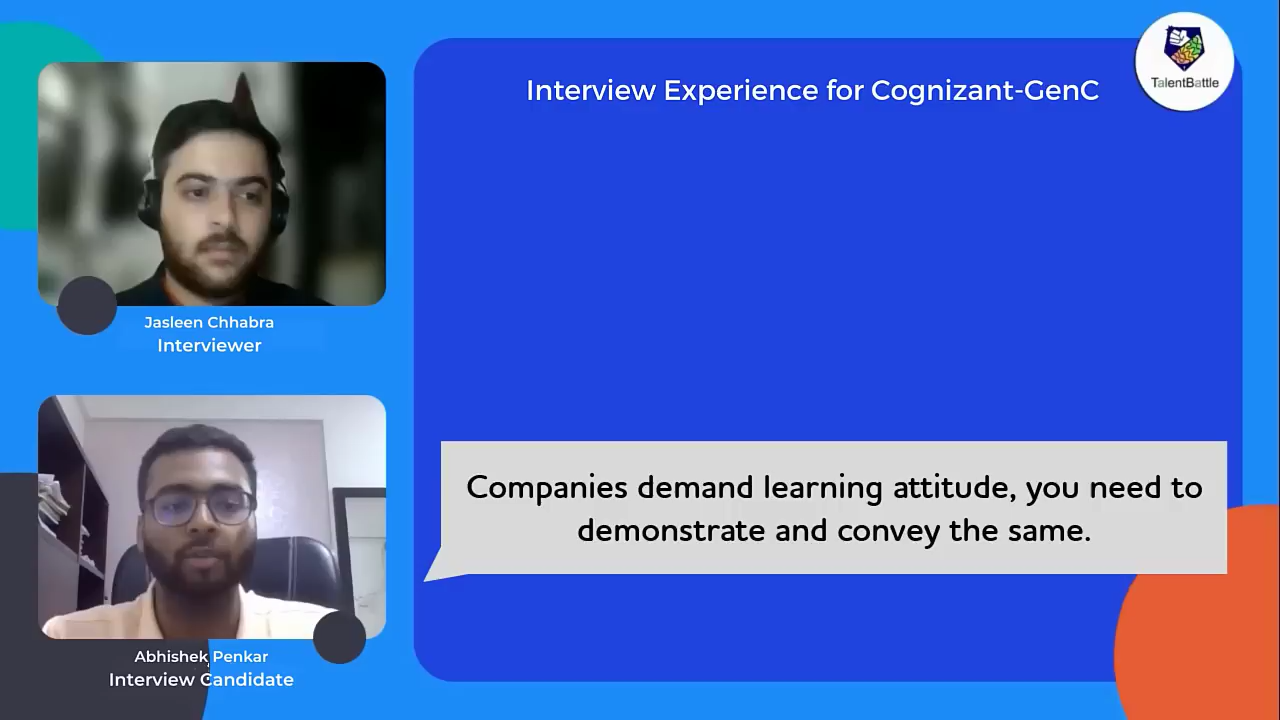 Interview Experience for Cognizant-GenC
TalentBattle
Jasleen Chhabra
Interviewer
Companies demand learning attitude, you need to
demonstrate and convey the same.
Abhishek Penkar
Interview Candidate